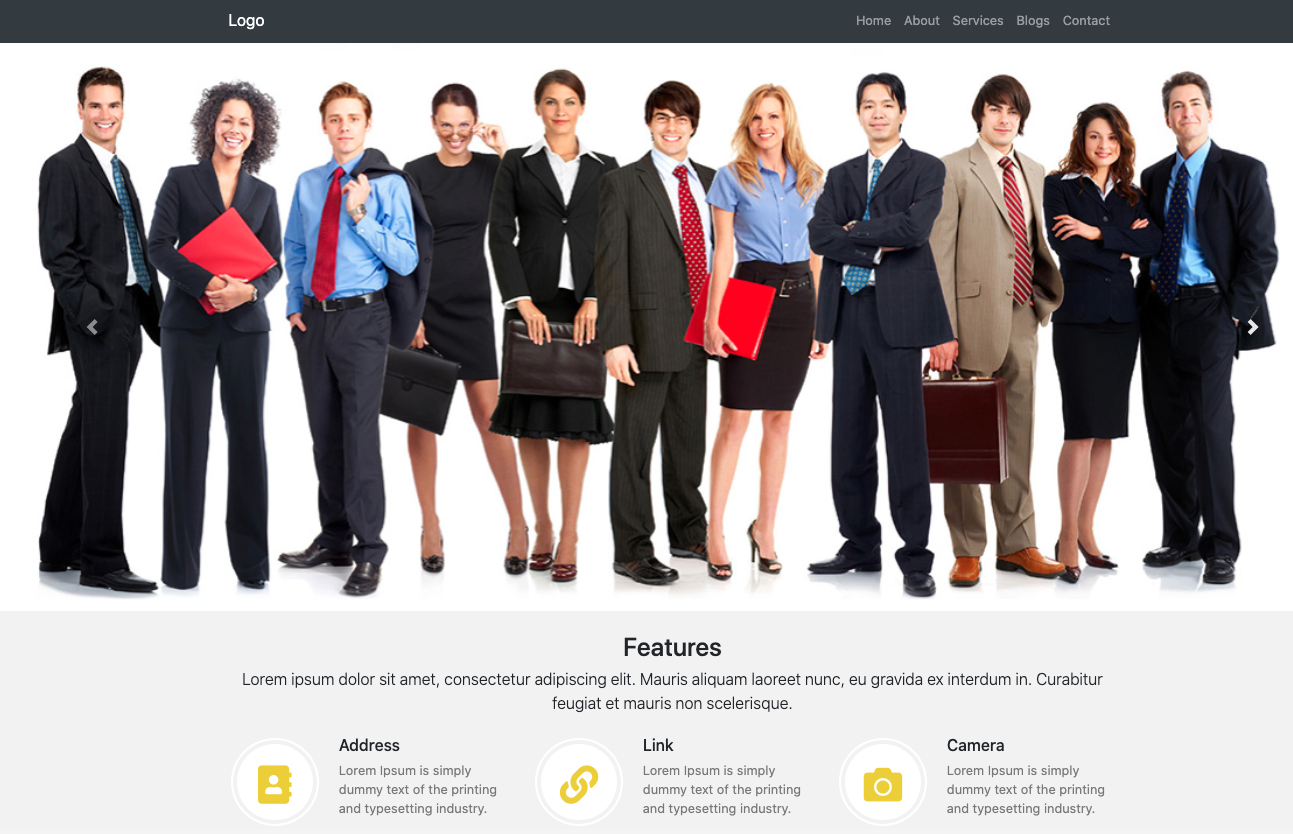 Logo
Home About Services Blogs Contact
Features
Lorem ipsum dolor sit amet, consectetur adipiscing elit. Mauris aliquam laoreet nunc, eu gravida ex interdum in. Curabitur
feugiat et mauris non scelerisque.
Address
Lorem Ipsum is simply
dummy text of the printing
and typesetting industry.
Link
Lorem Ipsum is simply
dummy text of the printing
and typesetting industry.
Camera
Lorem Ipsum is simply
dummy text of the printing
and typesetting industry.